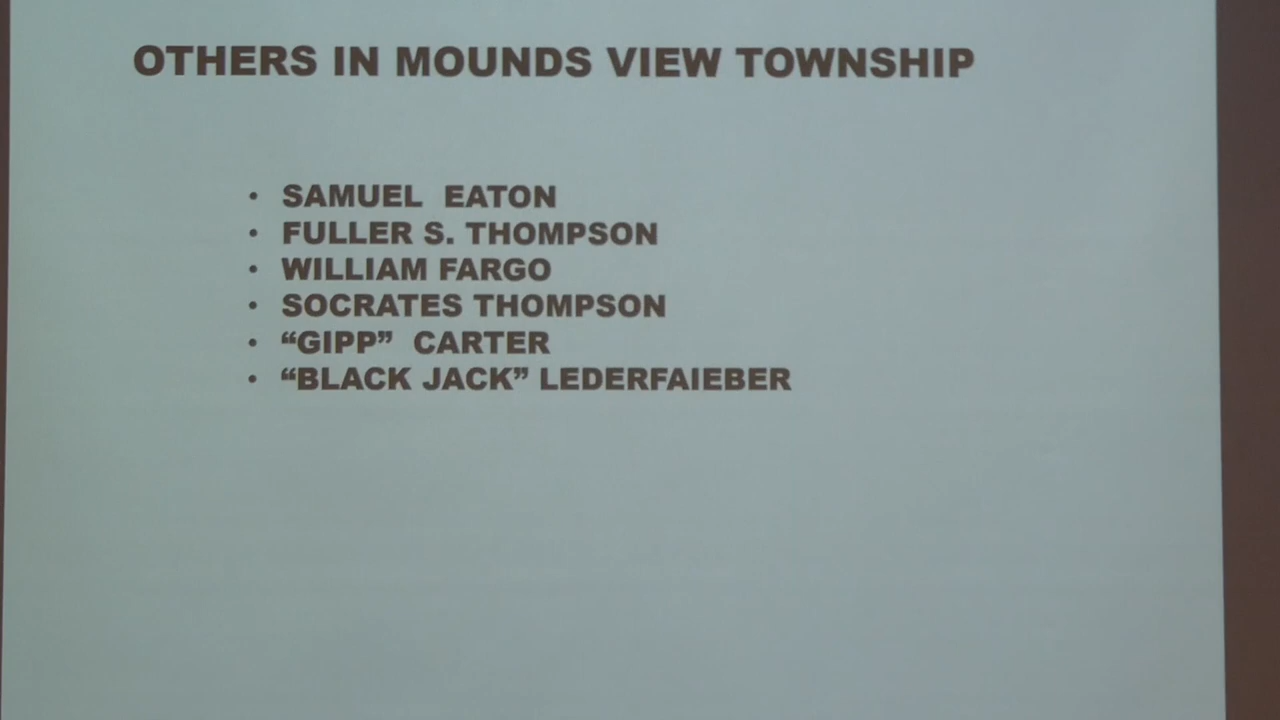 OTHERS IN MOUNDS VIEW TOWNSHIP
• SAMUEL EATON
• FULLER S. THOMPSON
• WILLIAM FARGO
• SOCRATES THOMPSON
• “GIPP” CARTER
• “BLACK JACK” LEDERFAIEBER